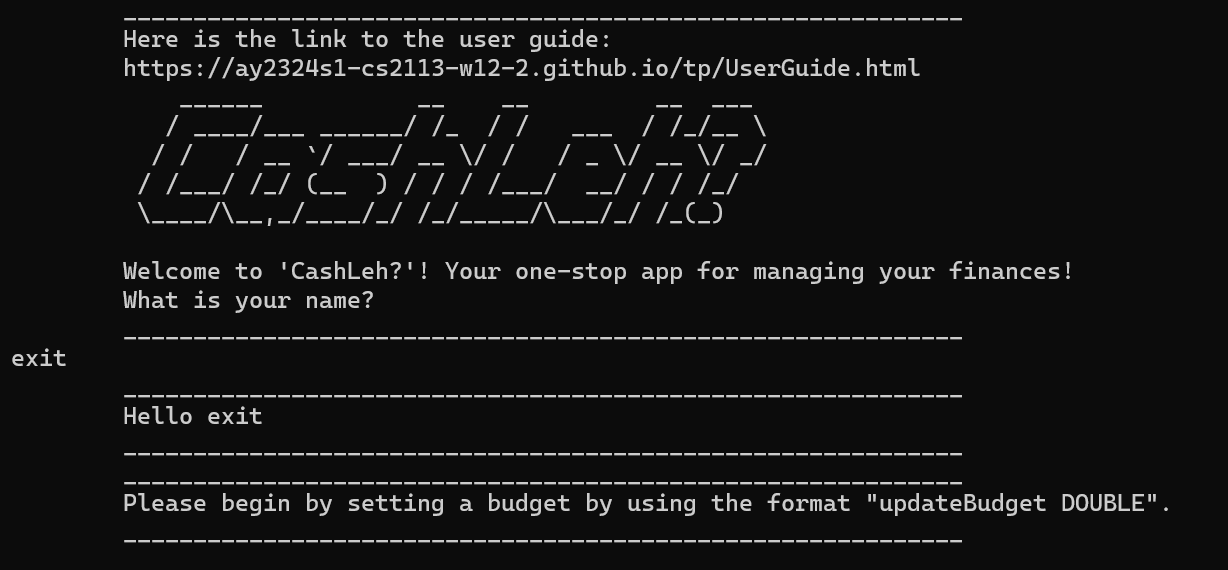 ____________________________________________________________
Here is the link to the user guide:
https://ay2324s1-cs2113-w12-2.github.io/tp/UserGuide.html
CashLeh?
Welcome to 'CashLeh?'! Your one-stop app for managing your finances!
What is your name?
____________________________________________________________
exit
____________________________________________________________
Hello exit
____________________________________________________________
____________________________________________________________
Please begin by setting a budget by using the format "updateBudget DOUBLE".
____________________________________________________________